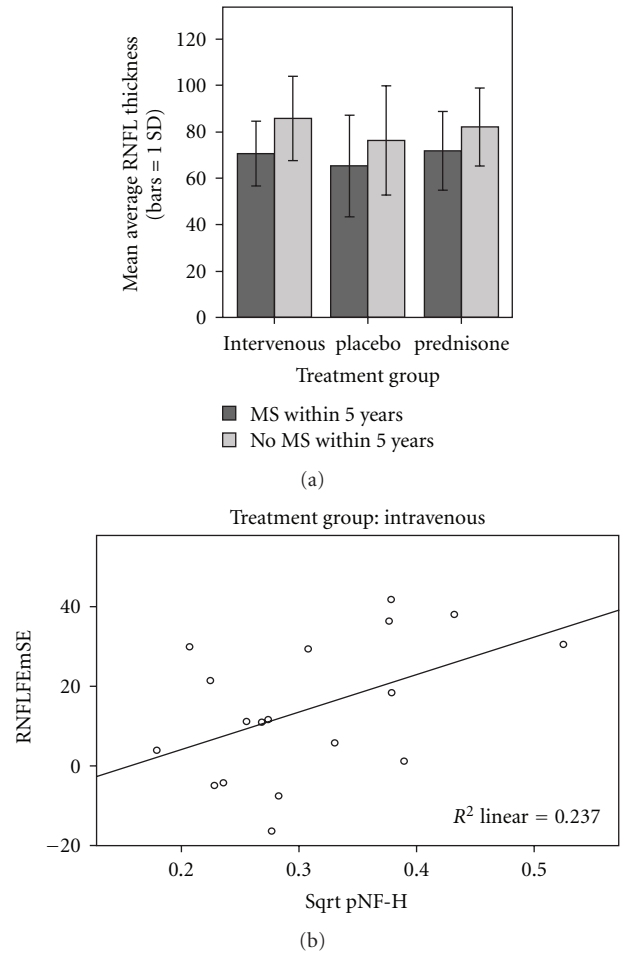 Mean average RNFL thickness
(bars = 1 SD)
120
100
80
60
40
20
0
Intervenous placebo prednisone
Treatment group
MS within 5 years
No MS within 5 years
(a)
Treatment group: intravenous
RNFLFEmSE
40
20
0
−20
R² linear = 0.237
0.2 0.3 0.4 0.5
Sqrt pNF-H
(b)